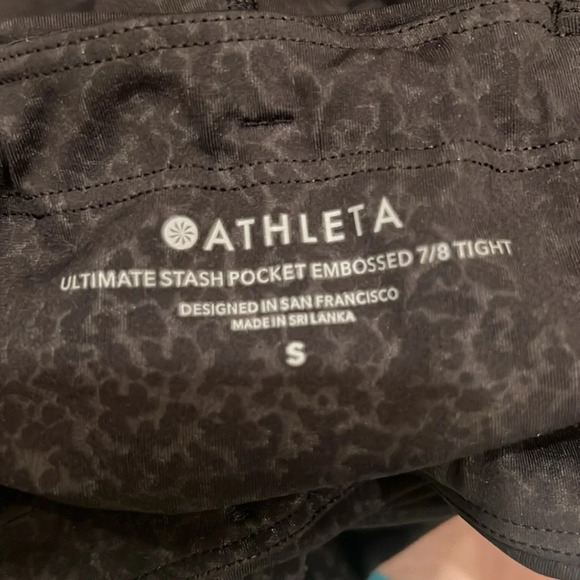 ATHLETA
ULTIMATE STASH POCKET EMBOSSED 7/8 TIGHT
DESIGNED IN SAN FRANCISCO
MADE IN SRI LANKA
S